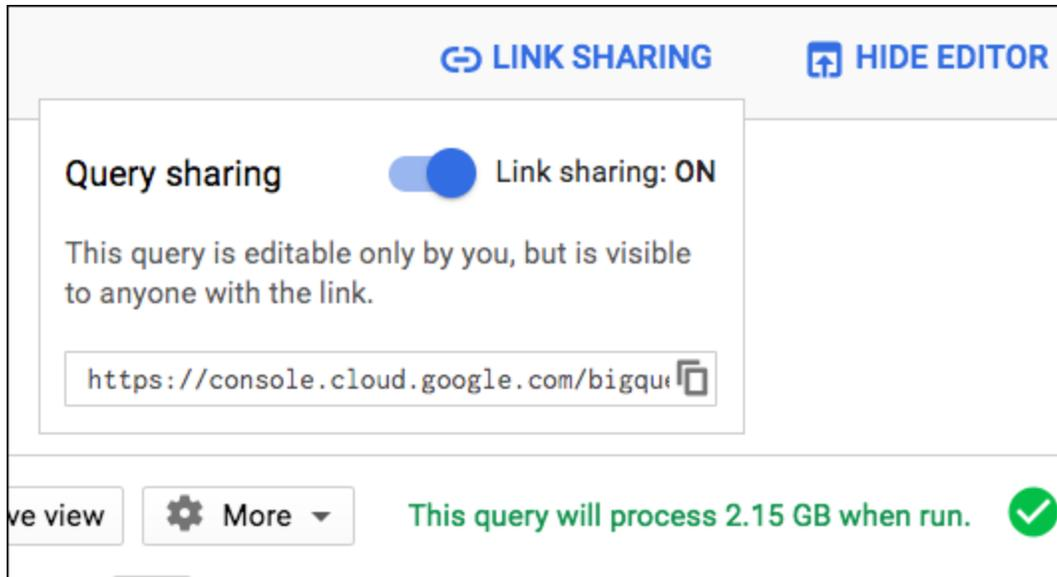 LINK SHARING HIDE EDITOR
Query sharing Link sharing: ON
This query is editable only by you, but is visible
to anyone with the link.
https://console.cloud.google.com/bigqu
ve view More This query will process 2.15 GB when run.